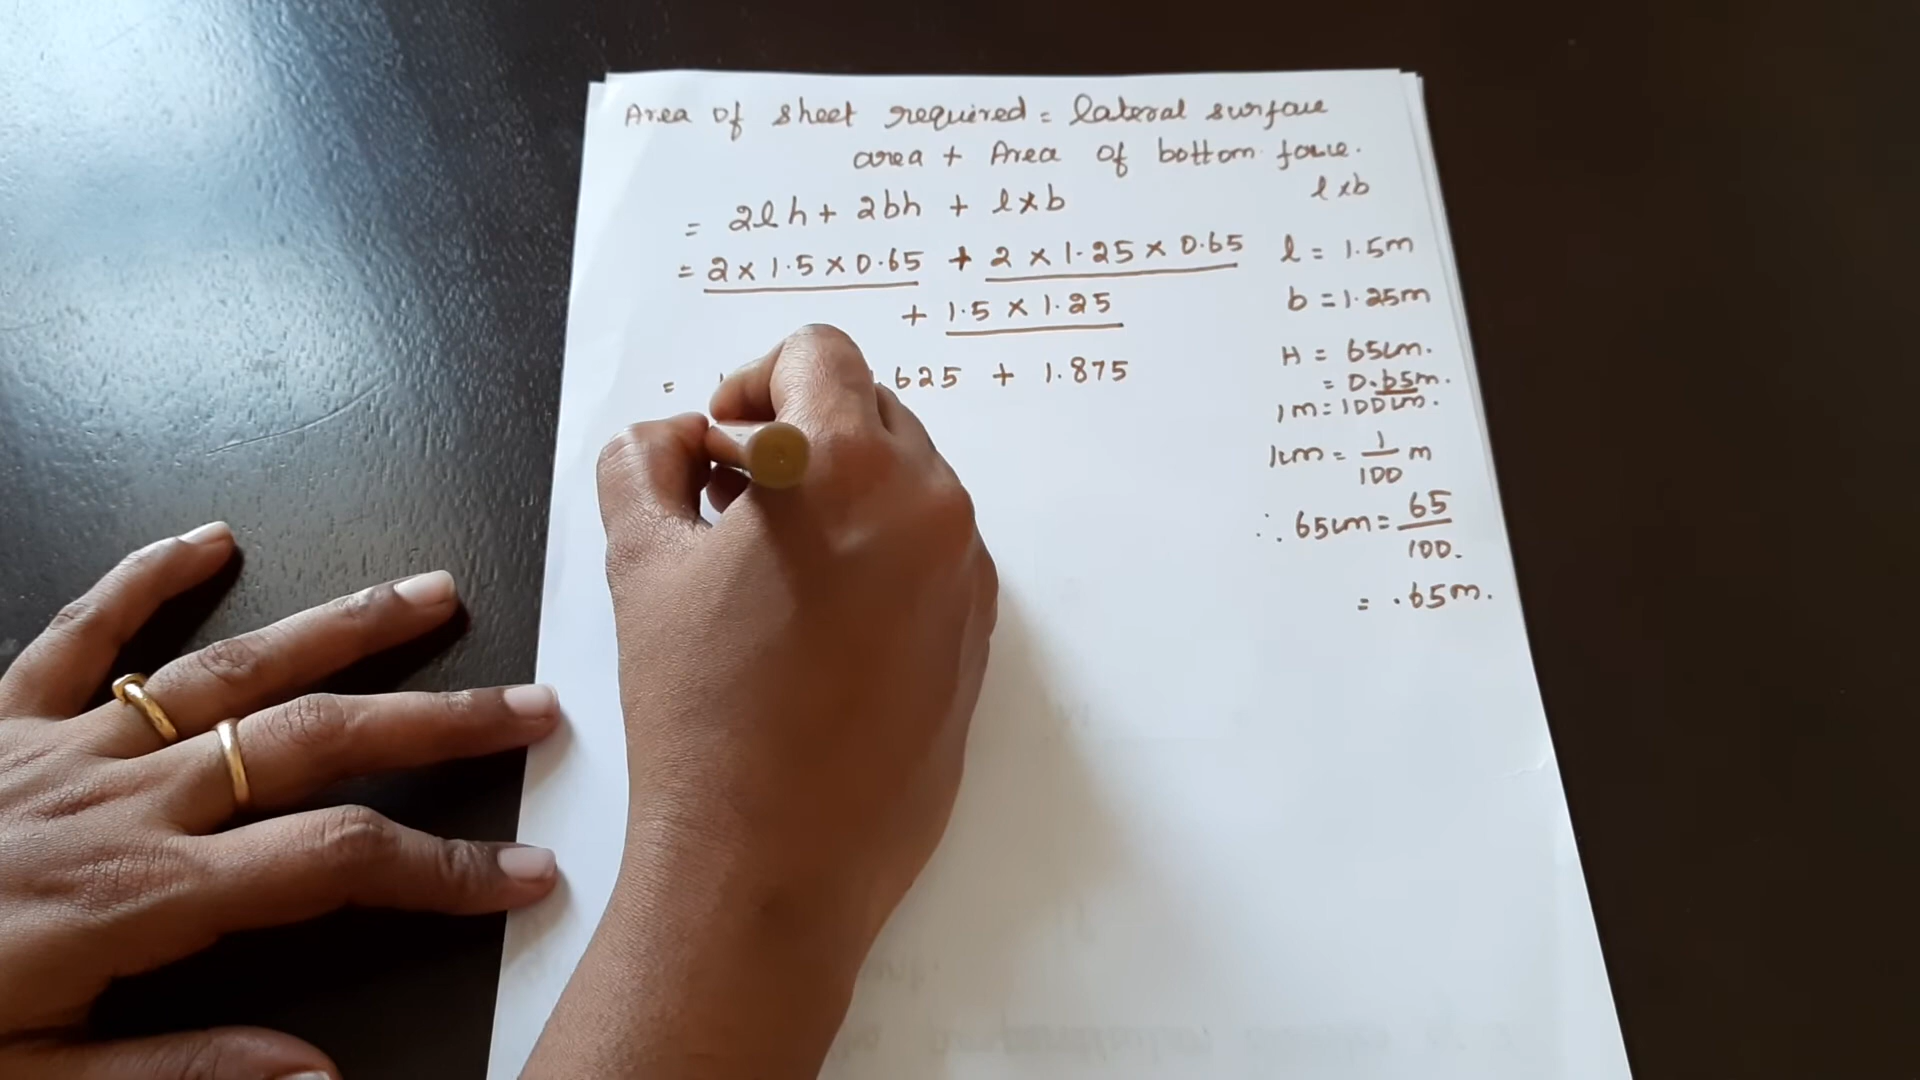 Area of sheet required = lateral surface
area + Area of bottom face.
l x b
= 2lh + 2bh + l x b
= 2 x 1.5 x 0.65 + 2 x 1.25 x 0.65
+ 1.5 x 1.25
= .625 + 1.875
l = 1.5m
b = 1.25m
H = 65cm.
= 0.65m.
1m = 100cm.
1cm = 1/100 m
∴ 65cm = 65/100.
= .65m.